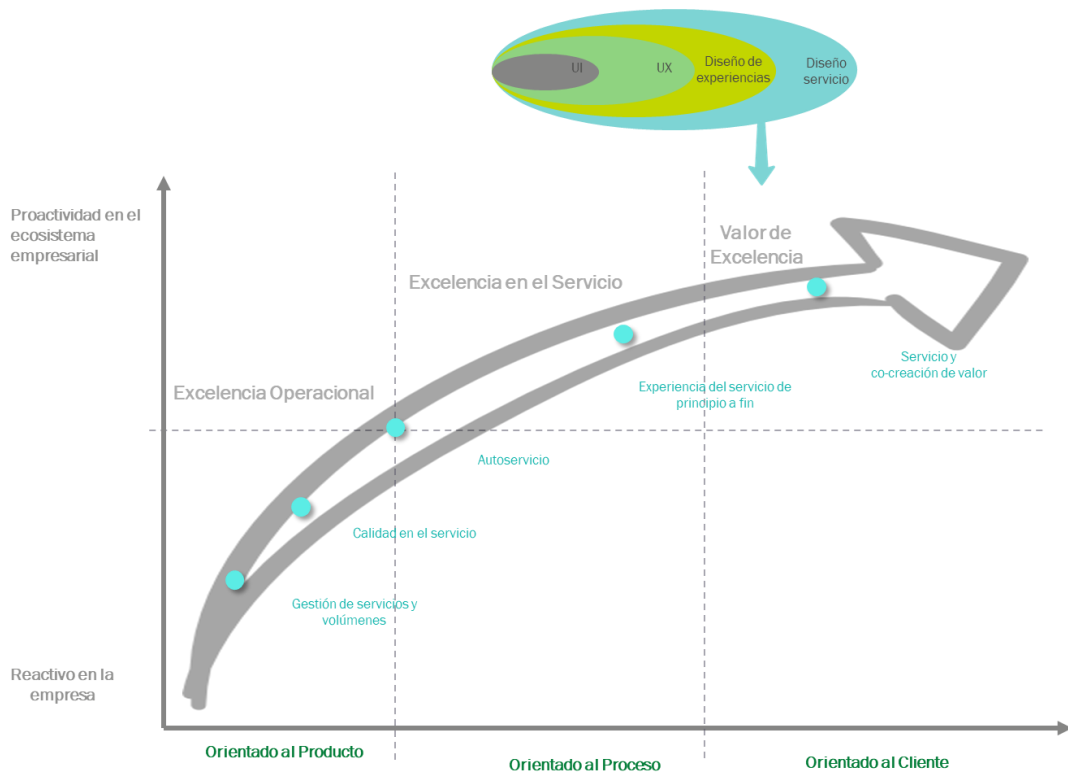 UI
UX
Diseño de
experiencias
Diseño
servicio
Proactividad en el
ecosistema
empresarial
Valor de
Excelencia
Excelencia en el Servicio
Excelencia Operacional
Servicio y
co-creación de valor
Experiencia del servicio de
principio a fin
Autoservicio
Calidad en el servicio
Gestión de servicios y
volúmenes
Reactivo en la
empresa
Orientado al Producto
Orientado al Proceso
Orientado al Cliente